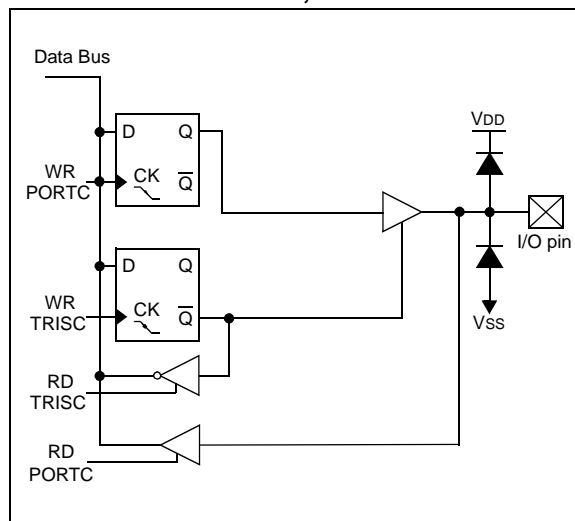 Data Bus
D Q
CK Q̅
WR
PORTC
VDD
I/O pin
D Q
CK Q̅
WR
TRISC
VSS
RD
TRISC
RD
PORTC